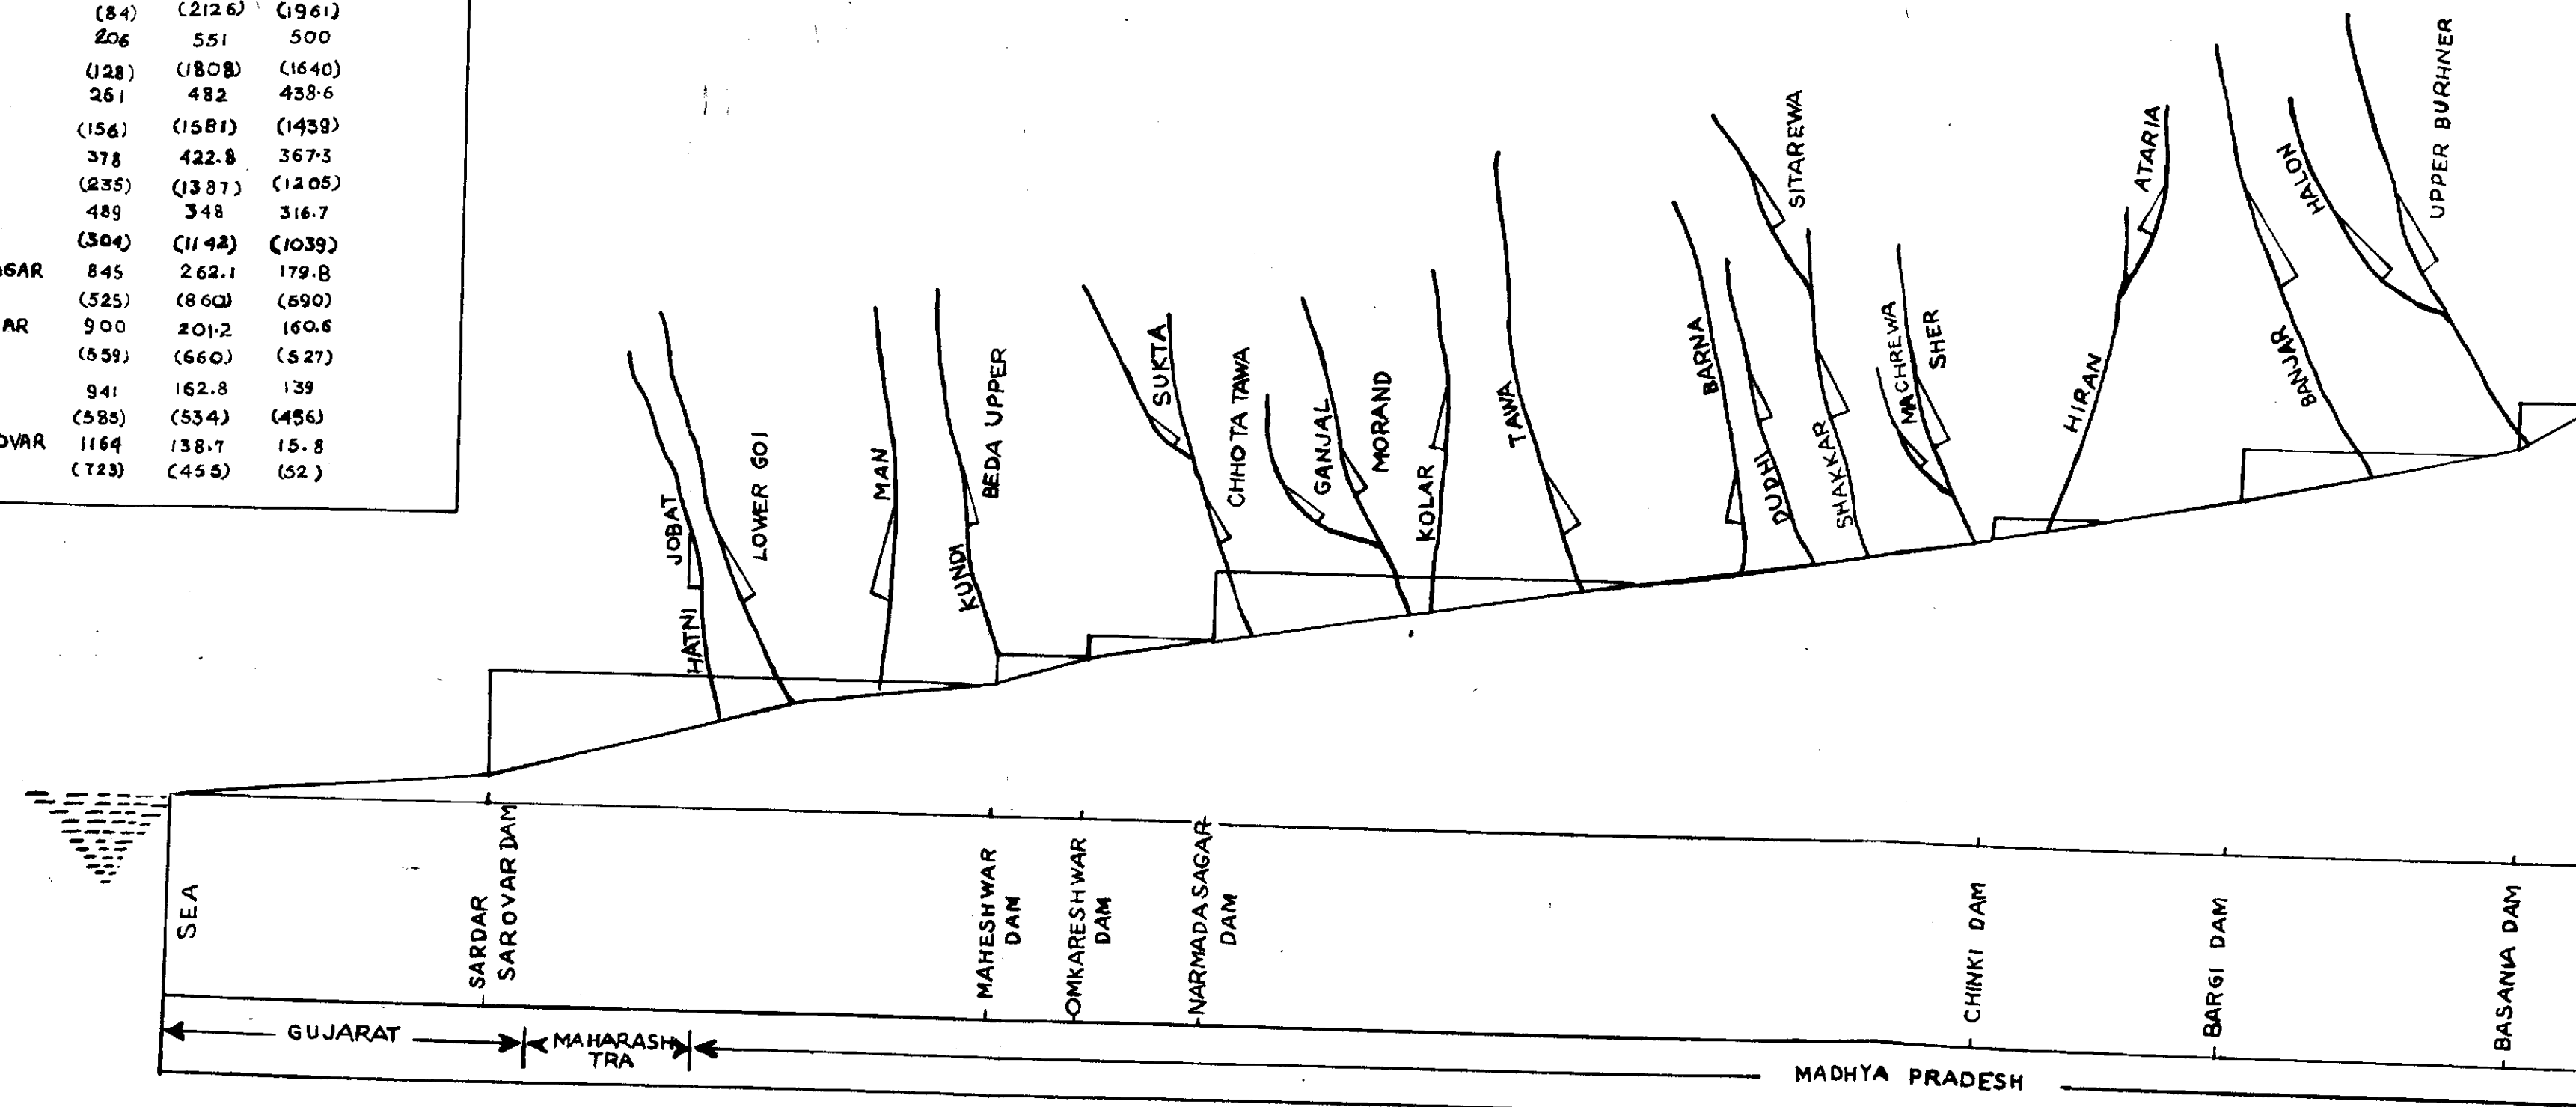 (84) (2126) (1961)
206 551 500
(128) (1808) (1640)
261 482 438.6
(156) (1581) (1439)
378 422.8 367.3
(235) (1387) (1205)
489 348 316.7
(304) (1142) (1039)
AGAR 845 262.1 179.8
(525) (860) (590)
AR 900 201.2 160.6
(559) (660) (527)
941 162.8 139
(585) (534) (456)
OVAR 1164 138.7 15.8
(723) (455) (52)
JOBAT
HATNI
LOWER GOI
MAN
BEDA UPPER
KUNDI
SUKTA
CHHOTA TAWA
GANJAL
MORAND
KOLAR
TAWA
BARNA
DUDHI
SITAREWA
SHAKKAR
MACHREWA
SHER
HIRAN
ATARIA
BANJAR
HALON
UPPER BURHNER
SEA
SARDAR
SAROVAR DAM
MAHESHWAR
DAM
OMKARESHWAR
DAM
NARMADASAGAR
DAM
CHINKI DAM
BARGI DAM
BASANIA DAM
GUJARAT
MAHARASH
TRA
MADHYA PRADESH